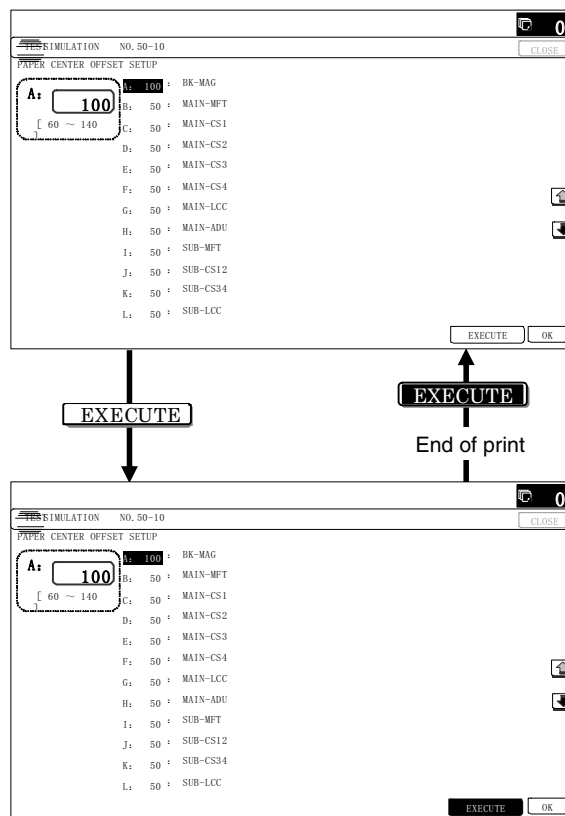 0
TEST SIMULATION NO. 50-10
CLOSE
PAPER CENTER OFFSET SETUP
A: 100
[ 60 ~ 140 ]
A: 100 : BK-MAG
B: 50 : MAIN-MFT
C: 50 : MAIN-CS1
D: 50 : MAIN-CS2
E: 50 : MAIN-CS3
F: 50 : MAIN-CS4
G: 50 : MAIN-LCC
H: 50 : MAIN-ADU
I: 50 : SUB-MFT
J: 50 : SUB-CS12
K: 50 : SUB-CS34
L: 50 : SUB-LCC
EXECUTE OK
EXECUTE
EXECUTE
End of print
0
TEST SIMULATION NO. 50-10
CLOSE
PAPER CENTER OFFSET SETUP
A: 100
[ 60 ~ 140 ]
A: 100 : BK-MAG
B: 50 : MAIN-MFT
C: 50 : MAIN-CS1
D: 50 : MAIN-CS2
E: 50 : MAIN-CS3
F: 50 : MAIN-CS4
G: 50 : MAIN-LCC
H: 50 : MAIN-ADU
I: 50 : SUB-MFT
J: 50 : SUB-CS12
K: 50 : SUB-CS34
L: 50 : SUB-LCC
EXECUTE OK